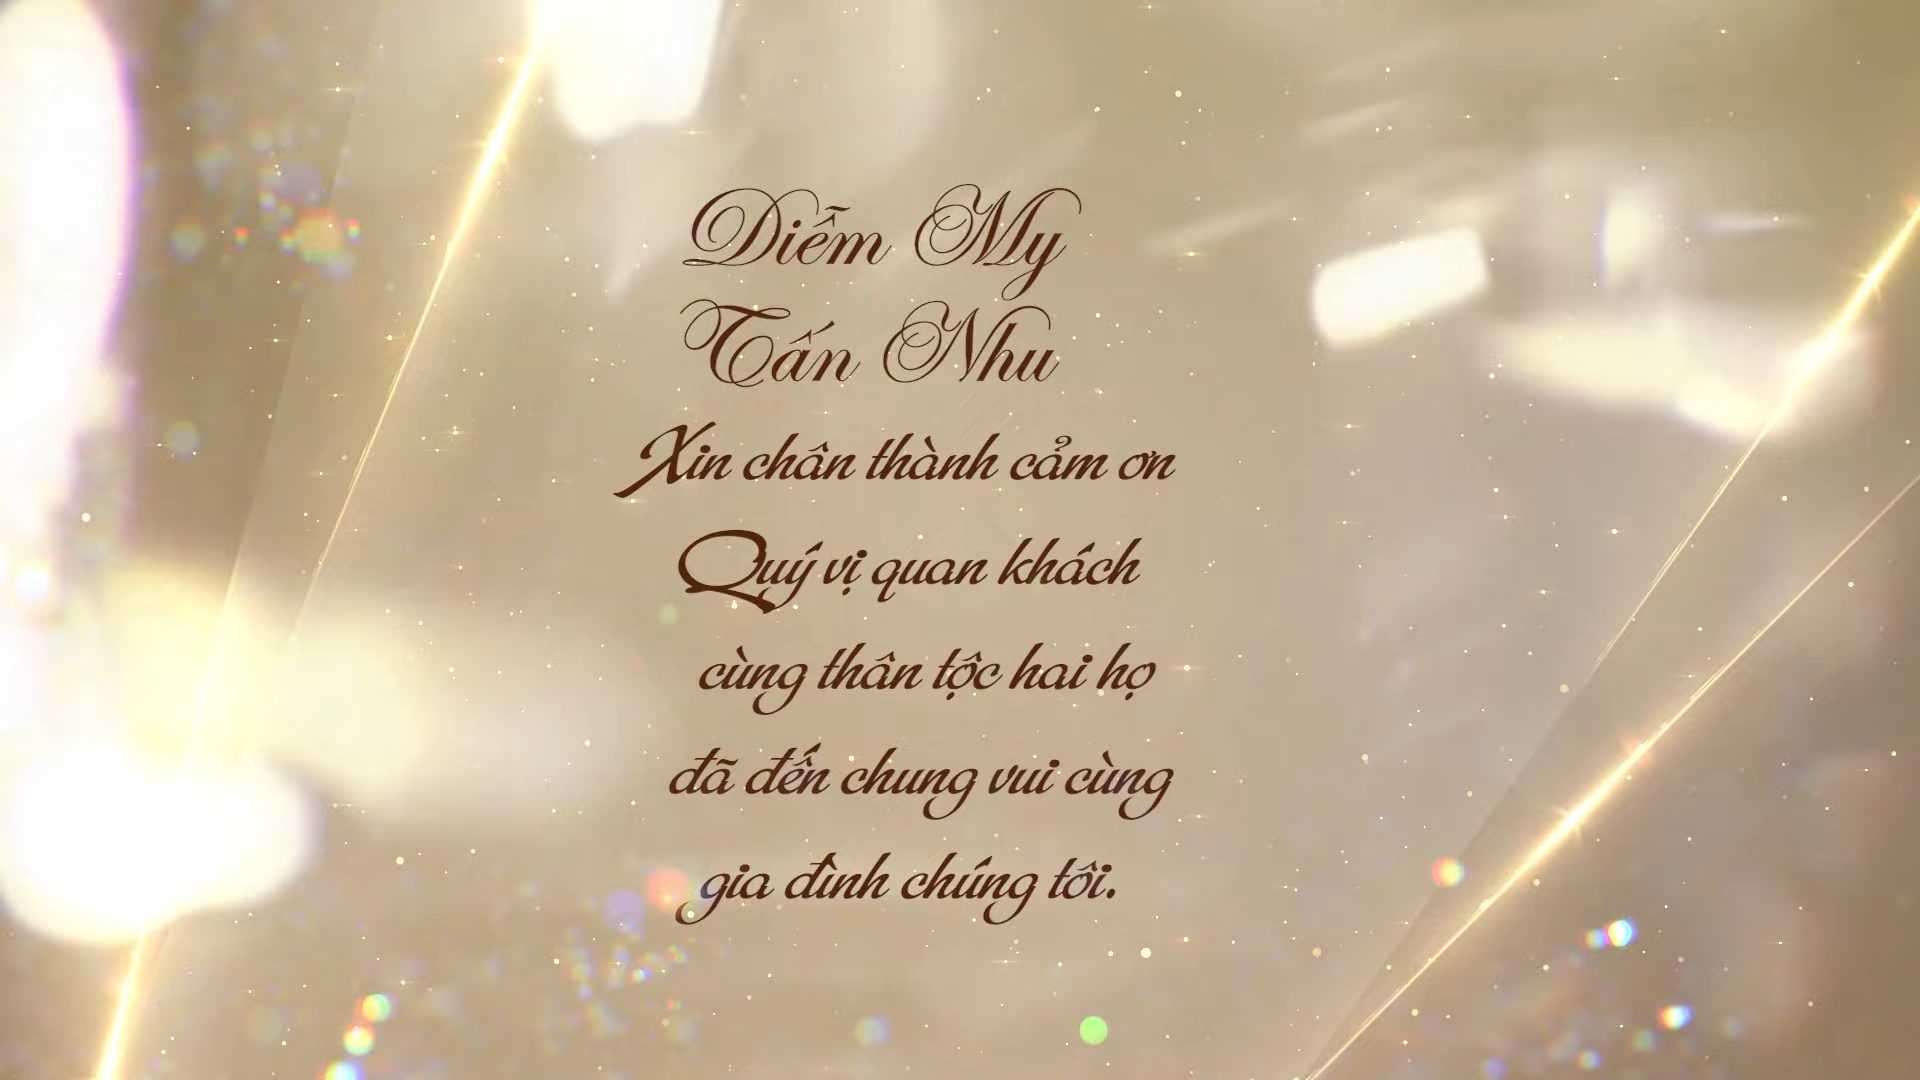 Diễm My
Tấn Nhu
Xin chân thành cảm ơn
Quý vị quan khách
cùng thân tộc hai họ
đã đến chung vui cùng
gia đình chúng tôi.